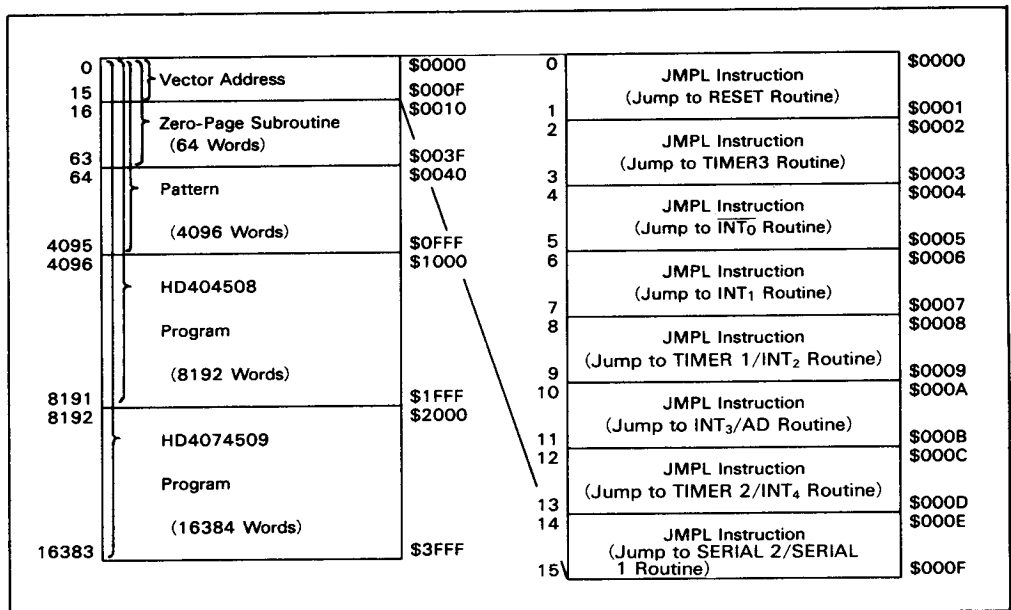 0
Vector Address
$0000
15
$000F
16
$0010
Zero-Page Subroutine
(64 Words)
63
$003F
64
$0040
Pattern
(4096 Words)
4095
$0FFF
4096
$1000
HD404508
Program
(8192 Words)
8191
$1FFF
8192
$2000
HD4074509
Program
(16384 Words)
16383
$3FFF
0
JMPL Instruction
$0000
(Jump to RESET Routine)
1
$0001
2
$0002
JMPL Instruction
(Jump to TIMER3 Routine)
3
$0003
4
$0004
JMPL Instruction
(Jump to INT0 Routine)
5
$0005
6
$0006
JMPL Instruction
(Jump to INT1 Routine)
7
$0007
8
$0008
JMPL Instruction
(Jump to TIMER 1/INT2 Routine)
9
$0009
10
$000A
JMPL Instruction
(Jump to INT3/AD Routine)
11
$000B
12
$000C
JMPL Instruction
(Jump to TIMER 2/INT4 Routine)
13
$000D
14
$000E
JMPL Instruction
(Jump to SERIAL 2/SERIAL
1 Routine)
15
$000F